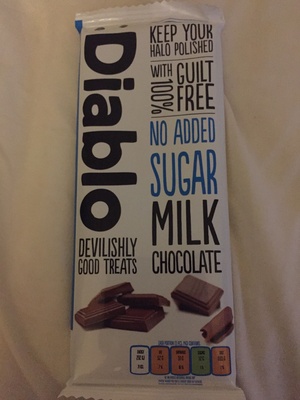 Diablo
DEVILISHLY
GOOD TREATS
KEEP YOUR
HALO POLISHED
WITH 100%
GUILT
FREE
NO ADDED
SUGAR
MILK
CHOCOLATE